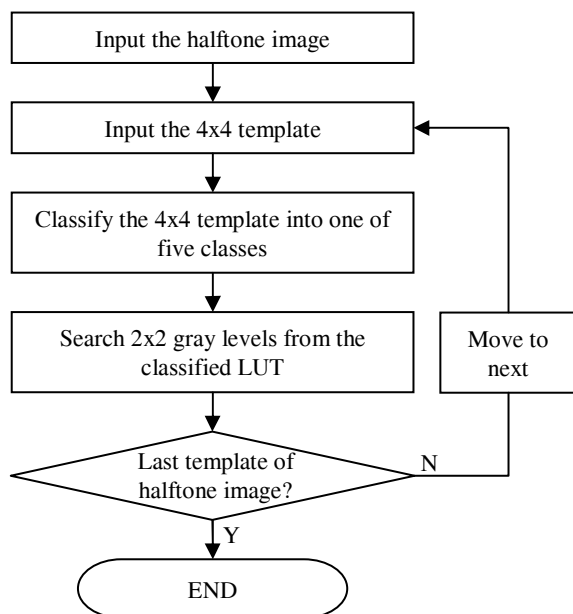 Input the halftone image
Input the 4x4 template
Classify the 4x4 template into one of
five classes
Search 2x2 gray levels from the
classified LUT
Move to
next
Last template of
halftone image?
N
Y
END